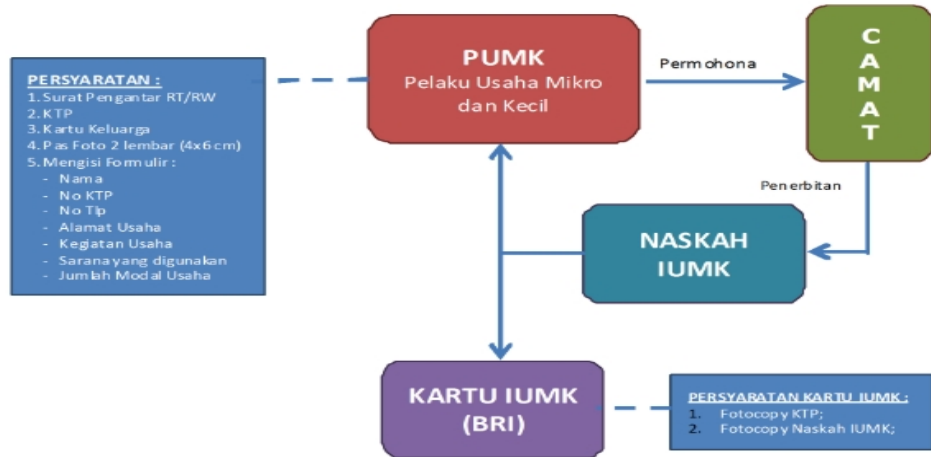 PERSYARATAN :
1. Surat Pengantar RT/RW
2. KTP
3. Kartu Keluarga
4. Pas Foto 2 lembar (4x6 cm)
5. Mengisi Formulir :
- Nama
- No KTP
- No Tlp
- Alamat Usaha
- Kegiatan Usaha
- Sarana yang digunakan
- Jumlah Modal Usaha
PUMK
Pelaku Usaha Mikro
dan Kecil
Permohona
C
A
M
A
T
Penerbitan
NASKAH
IUMK
KARTU IUMK
(BRI)
PERSYARATAN KARTU IUMK :
1. Fotocopy KTP;
2. Fotocopy Naskah IUMK;